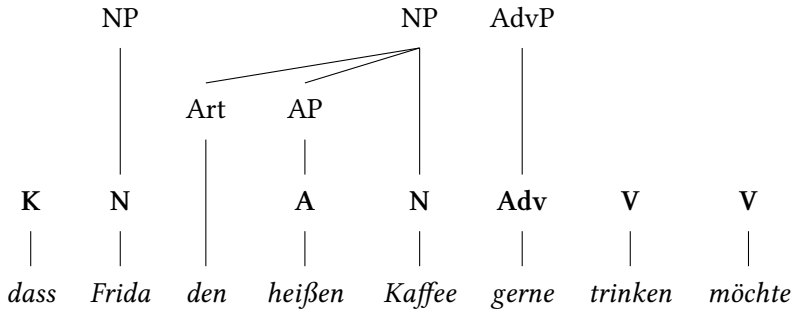 NP NP AdvP
Art AP
K N A N Adv V V
dass Frida den heißen Kaffee gerne trinken möchte